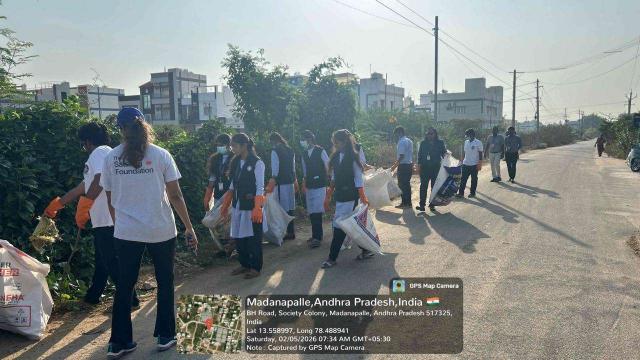 Foundation
GPS Map Camera
Madanapalle,Andhra Pradesh,India
BH Road, Society Colony, Madanapalle, Andhra Pradesh 517325,
India
Lat 13.558997, Long 78.488941
Saturday, 02/05/2026 07:34 AM GMT+05:30
Note : Captured by GPS Map Camera